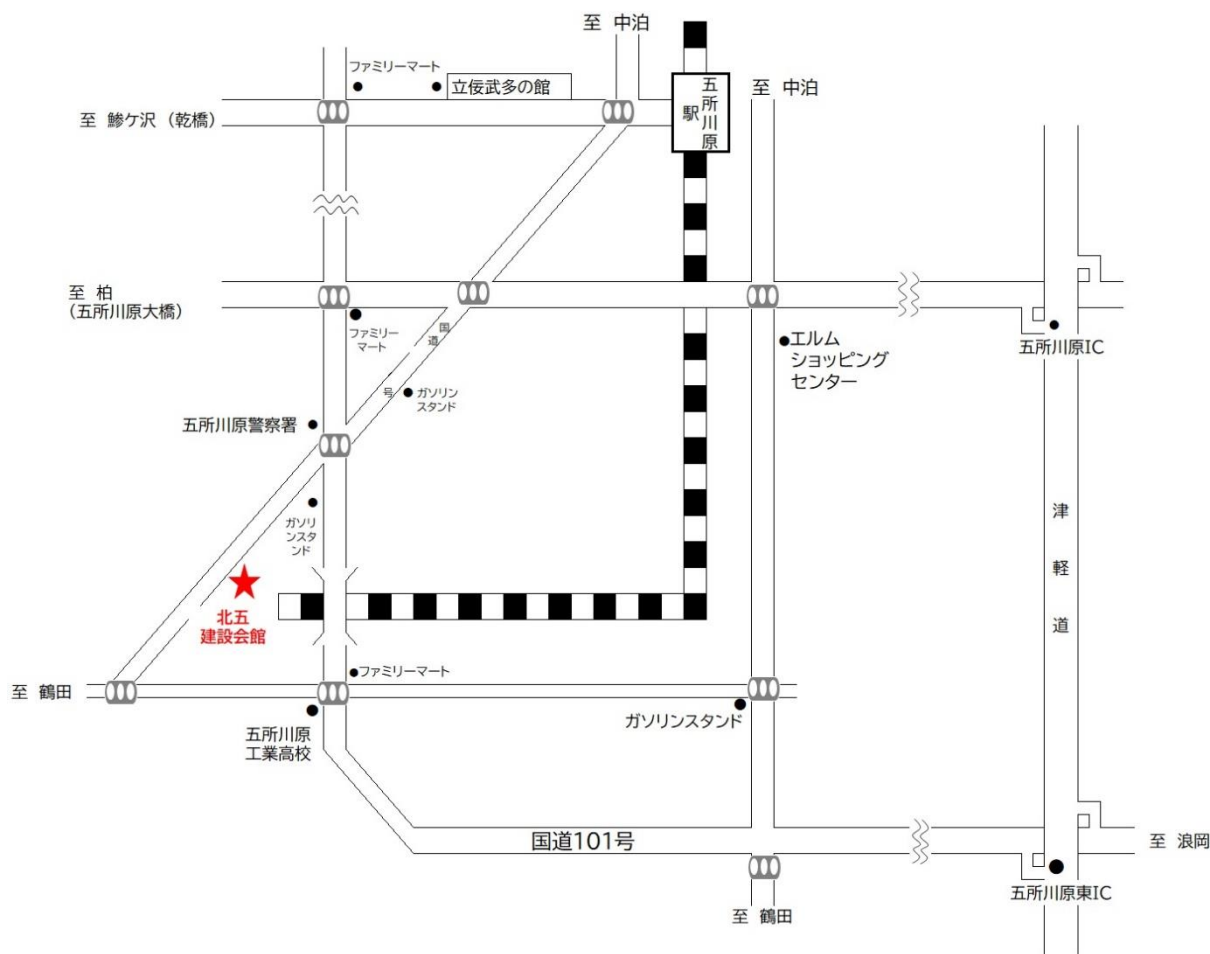 至 中泊
ファミリーマート
立佞武多の館
五所川原
駅
至 中泊
至 鰺ケ沢（乾橋）
至 柏
（五所川原大橋）
ファミリー
マート
国
道
号
ガソリン
スタンド
エルム
ショッピング
センター
五所川原IC
五所川原警察署
ガソリ
ンスタ
ンド
津
軽
道
北五
建設会館
ファミリーマート
至 鶴田
五所川原
工業高校
ガソリンスタンド
国道101号
至 浪岡
五所川原東IC
至 鶴田